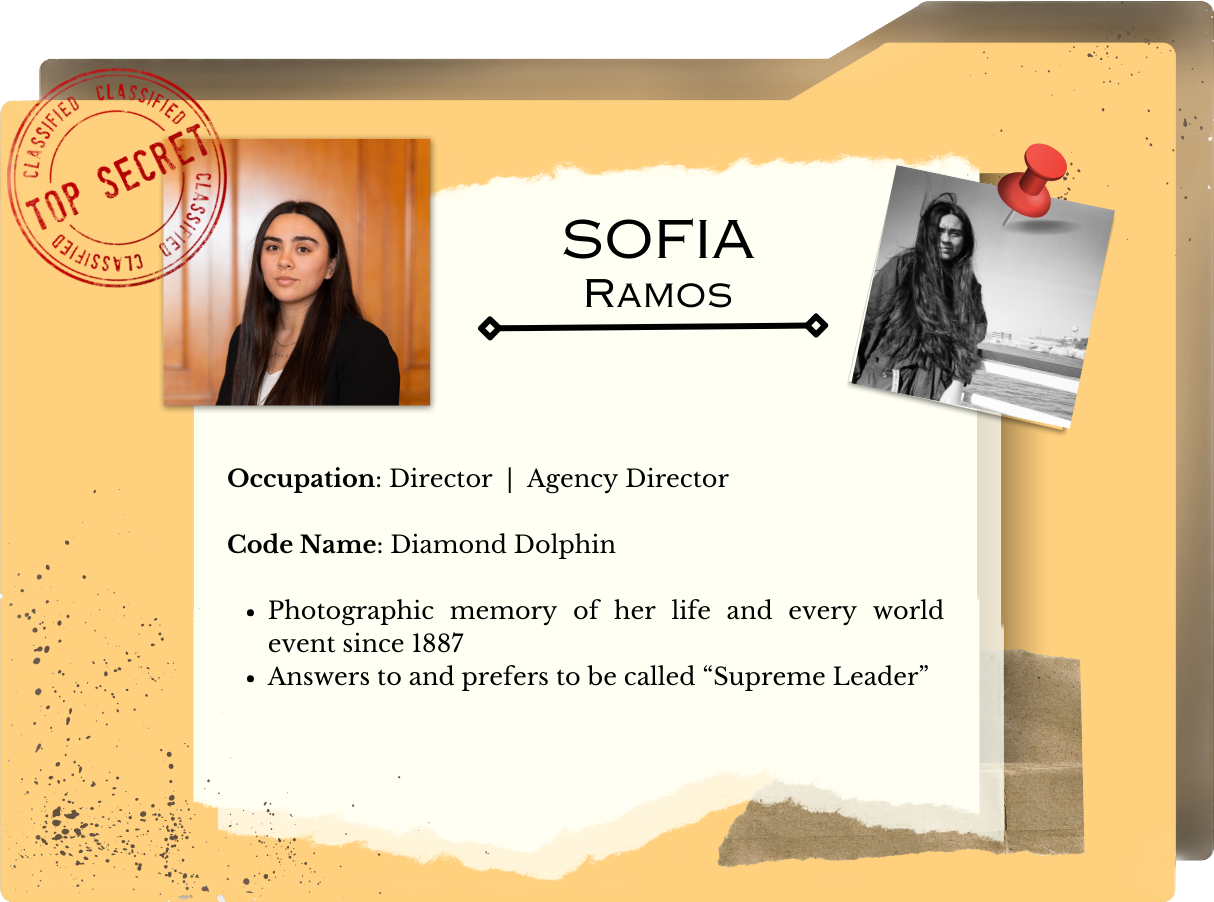 CLASSIFIED CLASSIFIED
TOP SECRET
CLASSIFIED CLASSIFIED
SOFIA
RAMOS
Occupation: Director | Agency Director
Code Name: Diamond Dolphin
• Photographic memory of her life and every world
event since 1887
• Answers to and prefers to be called “Supreme Leader”